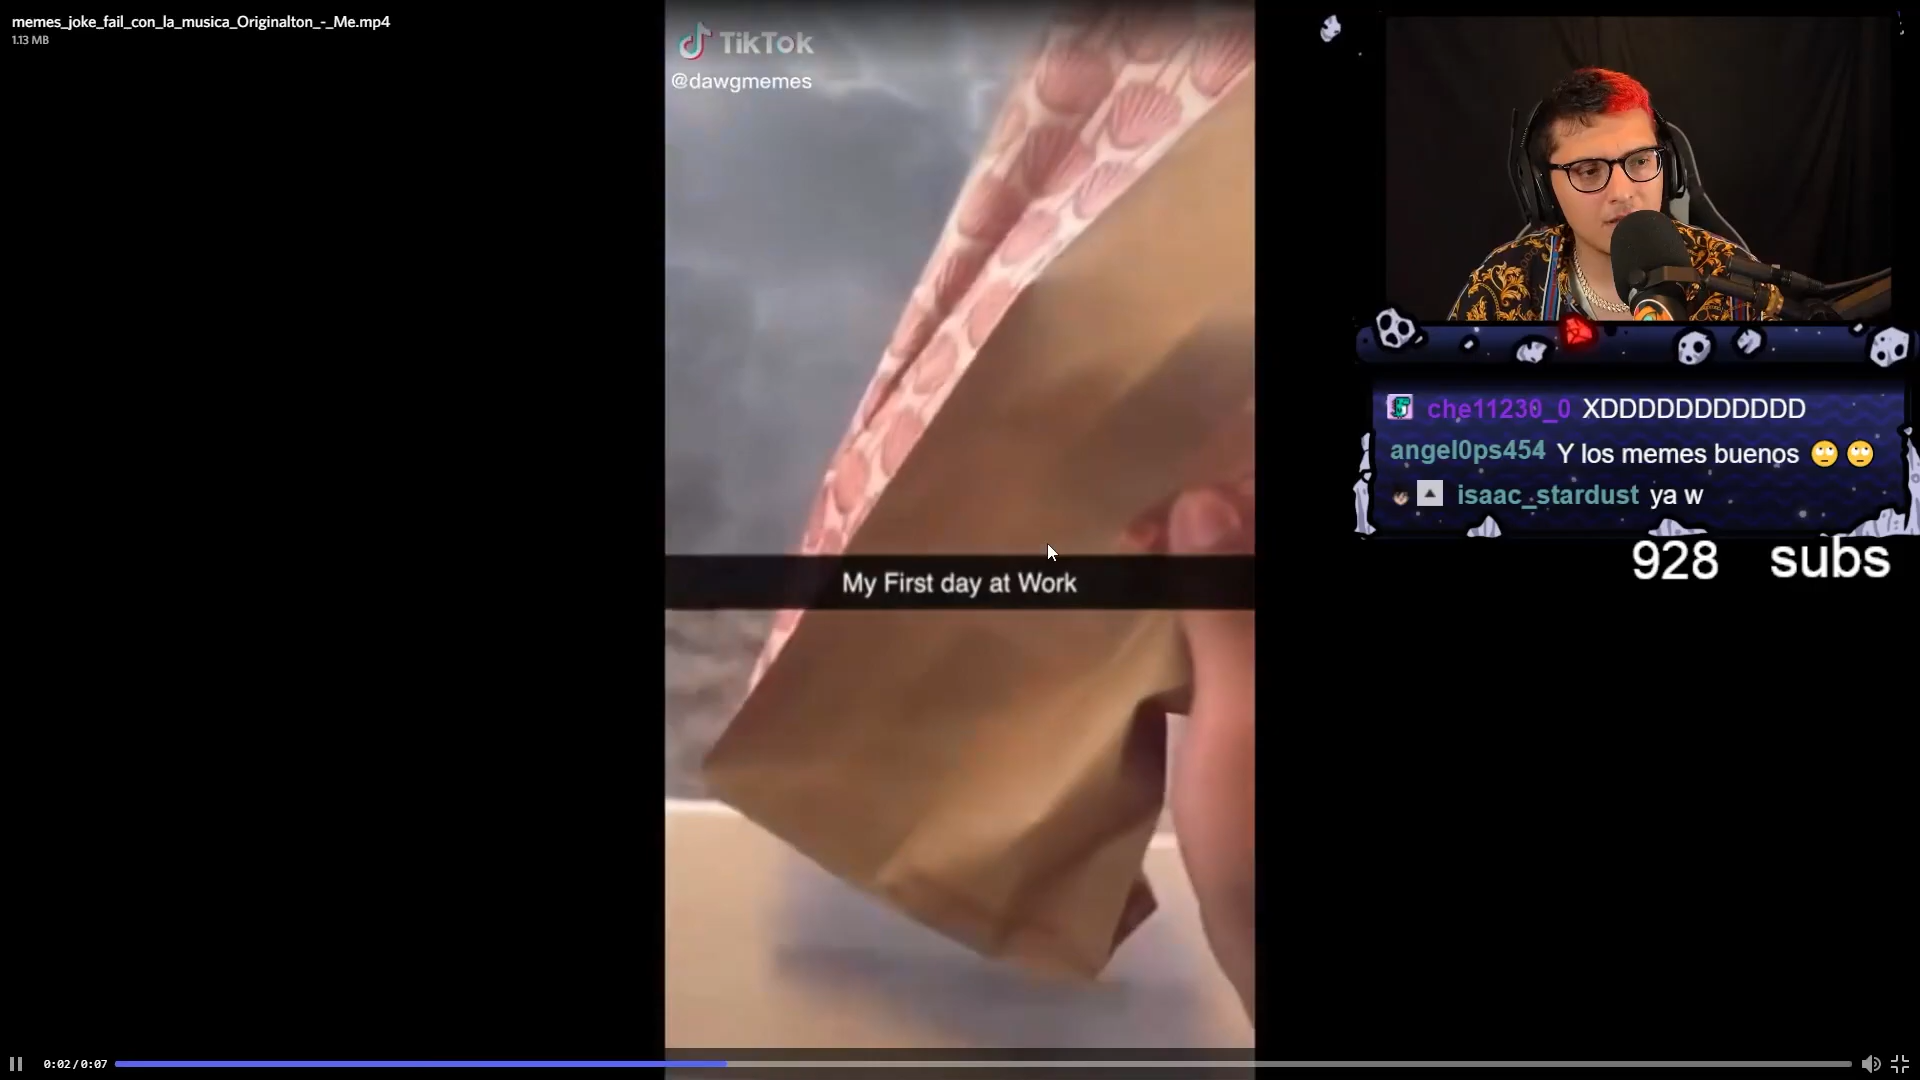 memes_joke_fail_con_la_musica_Originalton_-_Me.mp4
1.13 MB
TikTok
@dawgmemes
My First day at Work
che11230_0 XDDDDDDDDDDD
angel0ps454 Y los memes buenos 🙄 🙄
isaac_stardust ya w
928 subs
0:02/0:07